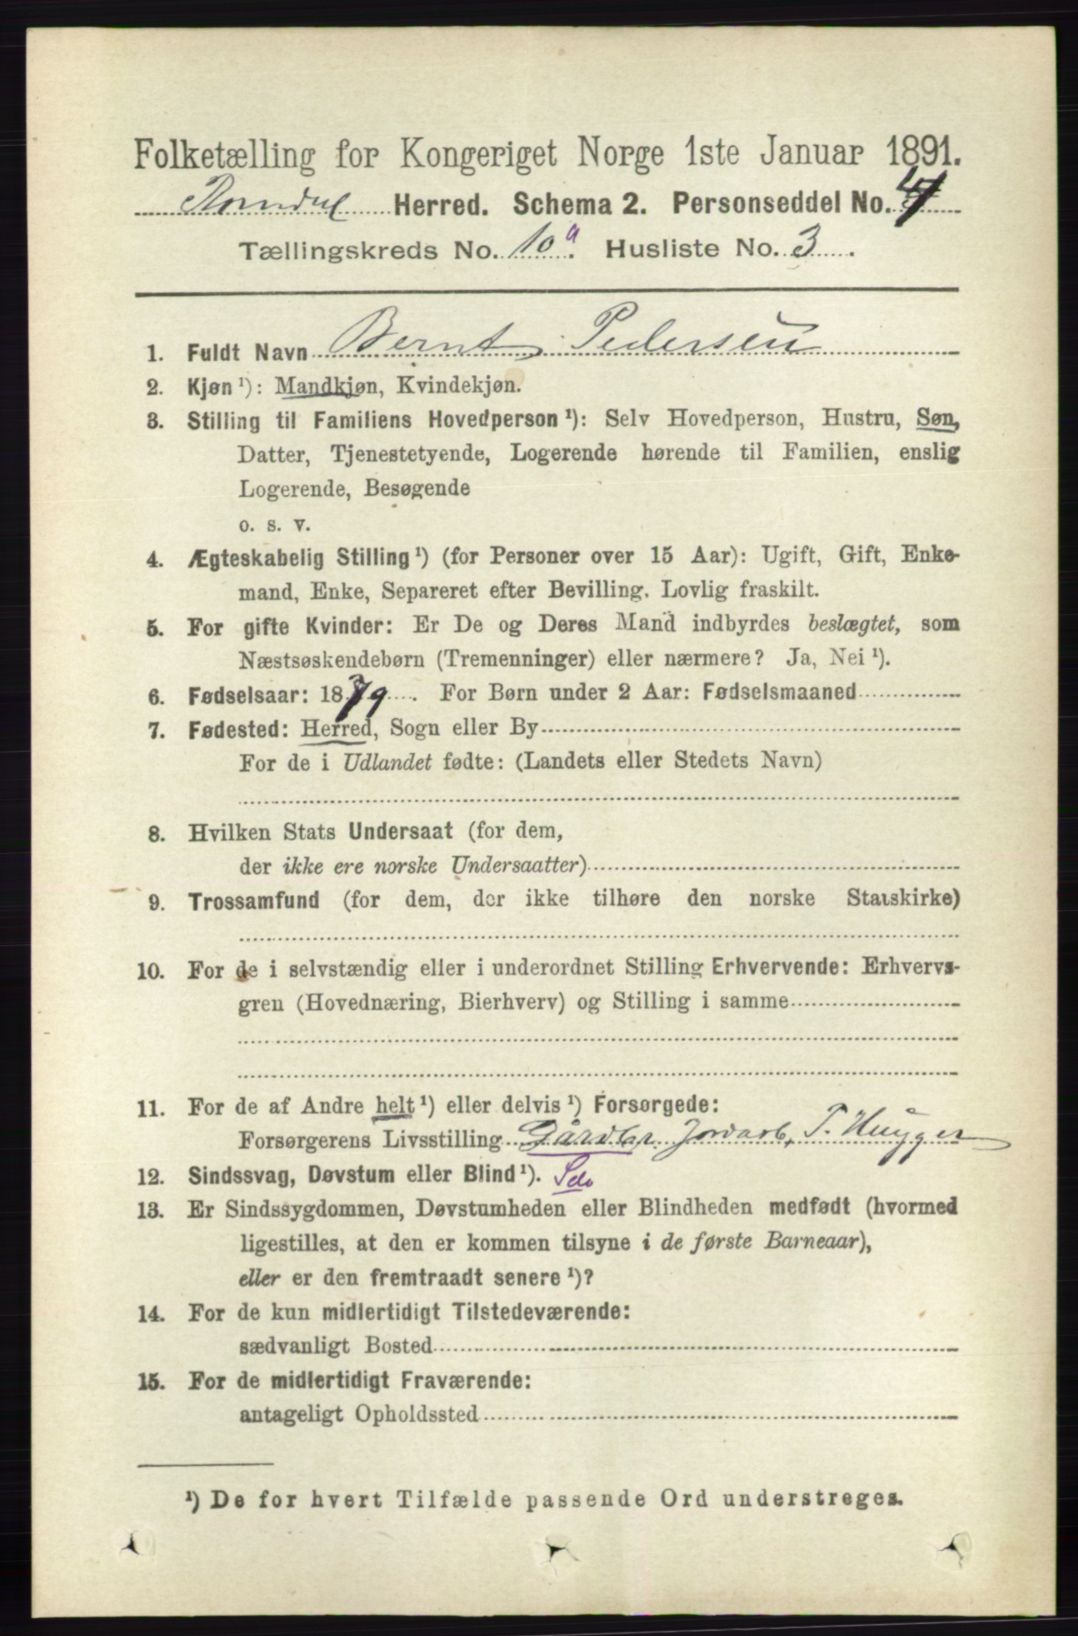 Folketælling for Kongeriget Norge 1ste Januar 1891.
Romedal Herred. Schema 2. Personseddel No. 47
Tællingskreds No. 10 a. Husliste No. 3.
1. Fuldt Navn Bernt Pedersen
2. Kjøn ¹): Mandkjøn, Kvindekjøn.
3. Stilling til Familiens Hovedperson ¹): Selv Hovedperson, Hustru, Søn,
Datter, Tjenestetyende, Logerende hørende til Familien, enslig
Logerende, Besøgende
o. s. v.
4. Ægteskabelig Stilling ¹) (for Personer over 15 Aar): Ugift, Gift, Enke-
mand, Enke, Separeret efter Bevilling. Lovlig fraskilt.
5. For gifte Kvinder: Er De og Deres Mand indbyrdes beslægtet, som
Næstsøskendebørn (Tremenninger) eller nærmere? Ja, Nei ¹).
6. Fødselsaar: 1879. For Børn under 2 Aar: Fødselsmaaned
7. Fødested: Herred, Sogn eller By
For de i Udlandet fødte: (Landets eller Stedets Navn)
8. Hvilken Stats Undersaat (for dem,
der ikke ere norske Undersaatter)
9. Trossamfund (for dem, der ikke tilhøre den norske Statskirke)
10. For de i selvstændig eller i underordnet Stilling Erhvervende: Erhvervs-
gren (Hovednæring, Bierhverv) og Stilling i samme
11. For de af Andre helt ¹) eller delvis ¹) Forsørgede:
Forsørgerens Livsstilling Gårdbr Jordarb, T. Hugger
12. Sindssvag, Døvstum eller Blind ¹).
13. Er Sindssygdommen, Døvstumheden eller Blindheden medfødt (hvormed
ligestilles, at den er kommen tilsyne i de første Barneaar),
eller er den fremtraadt senere ¹)?
14. For de kun midlertidigt Tilstedeværende:
sædvanligt Bosted
15. For de midlertidigt Fraværende:
antageligt Opholdssted
¹) De for hvert Tilfælde passende Ord understreges.